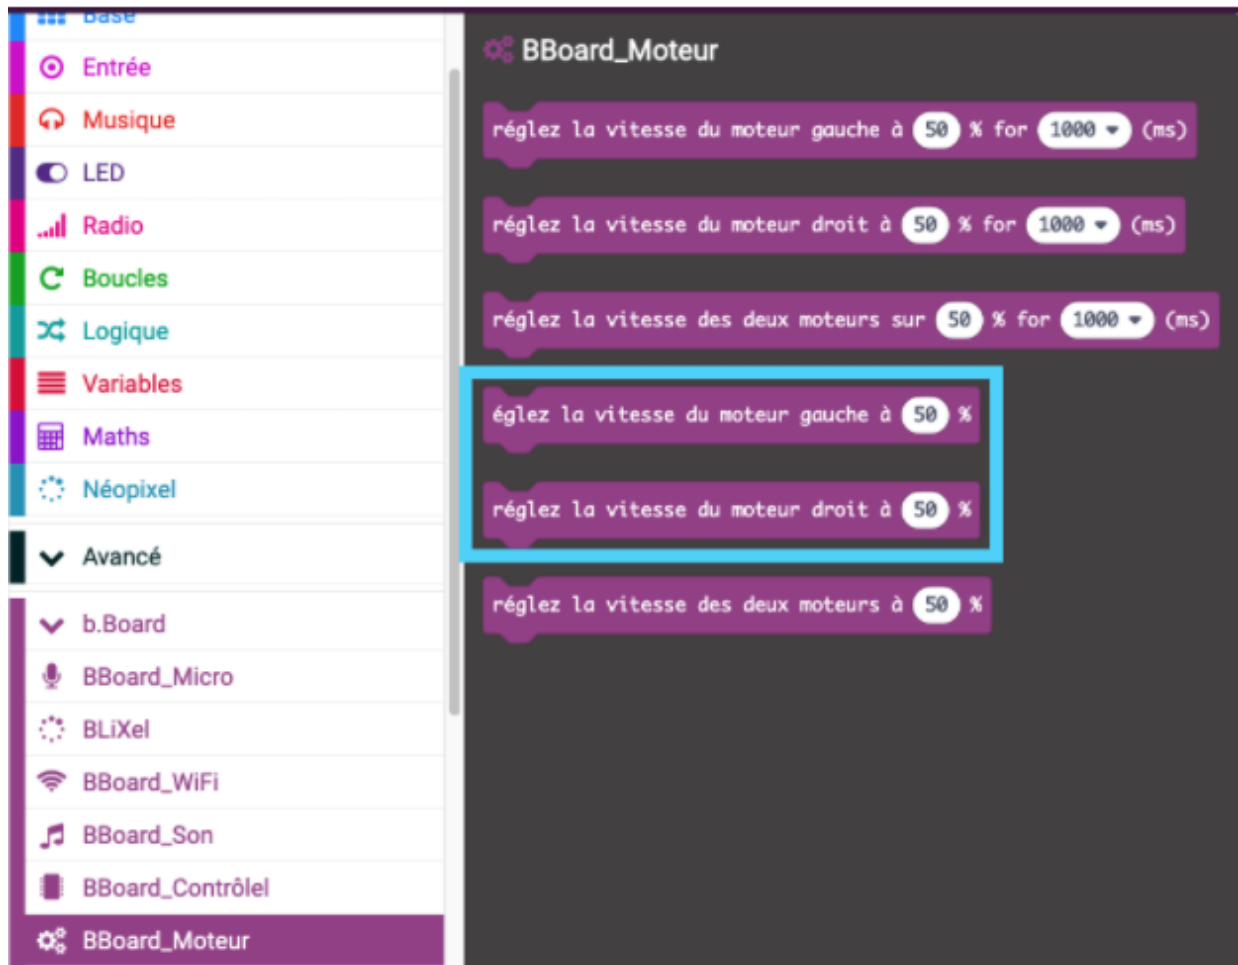 Base
Entrée
Musique
LED
Radio
Boucles
Logique
Variables
Maths
Néopixel
Avancé
b.Board
BBoard_Micro
BLiXel
BBoard_WiFi
BBoard_Son
BBoard_Contrôlel
BBoard_Moteur
BBoard_Moteur
réglez la vitesse du moteur gauche à 50 % for 1000 (ms)
réglez la vitesse du moteur droit à 50 % for 1000 (ms)
réglez la vitesse des deux moteurs sur 50 % for 1000 (ms)
églez la vitesse du moteur gauche à 50 %
réglez la vitesse du moteur droit à 50 %
réglez la vitesse des deux moteurs à 50 %